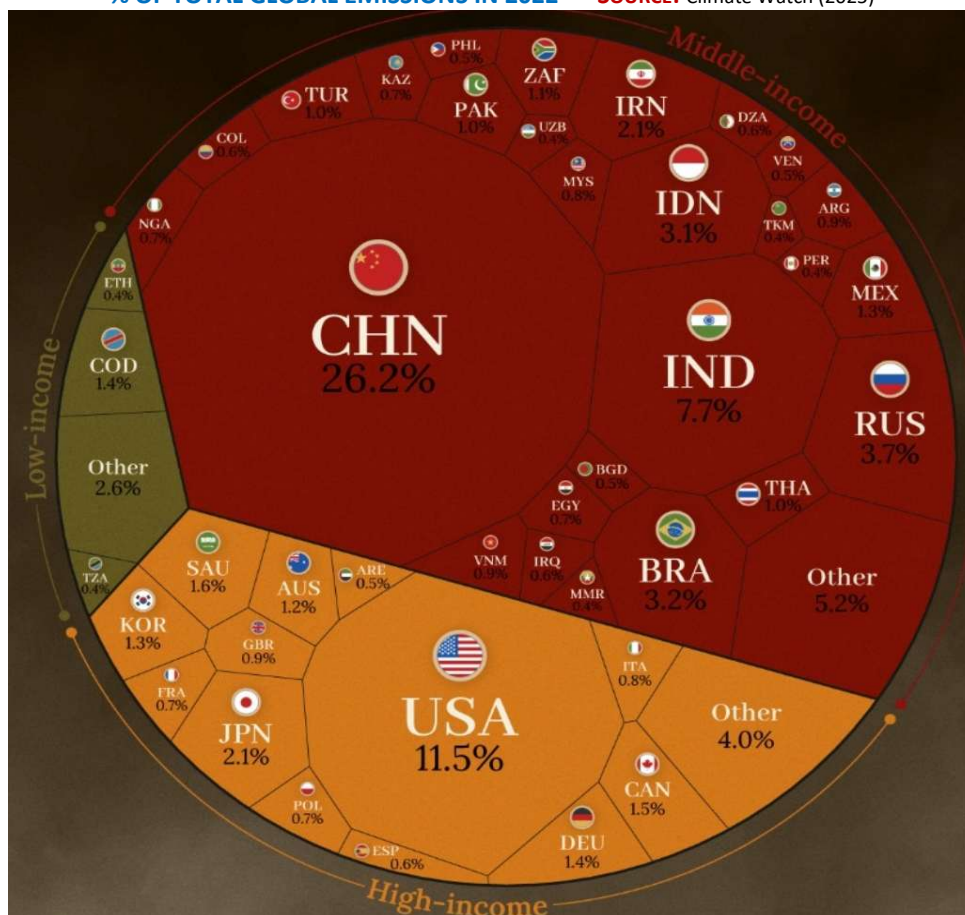 % OF TOTAL GLOBAL EMISSIONS IN 2022 SOURCE: Climate Watch (2025)
Middle-income
PHL
0.5%
ZAF
1.1%
KAZ
0.7%
IRN
2.1%
TUR
1.0%
PAK
1.0%
DZA
0.6%
UZB
0.4%
COL
0.6%
VEN
0.5%
MYS
0.8%
IDN
3.1%
ARG
0.9%
TKM
0.4%
NGA
0.7%
PER
0.4%
MEX
1.3%
CHN
26.2%
IND
7.7%
RUS
3.7%
BGD
0.5%
THA
1.0%
EGY
0.7%
VNM
0.9%
IRQ
0.6%
MMR
0.4%
BRA
3.2%
Other
5.2%
Low-income
ETH
0.4%
COD
1.4%
Other
2.6%
TZA
0.4%
SAU
1.6%
AUS
1.2%
ARE
0.5%
KOR
1.3%
GBR
0.9%
FRA
0.7%
JPN
2.1%
USA
11.5%
ITA
0.8%
Other
4.0%
CAN
1.5%
POL
0.7%
DEU
1.4%
ESP
0.6%
High-income